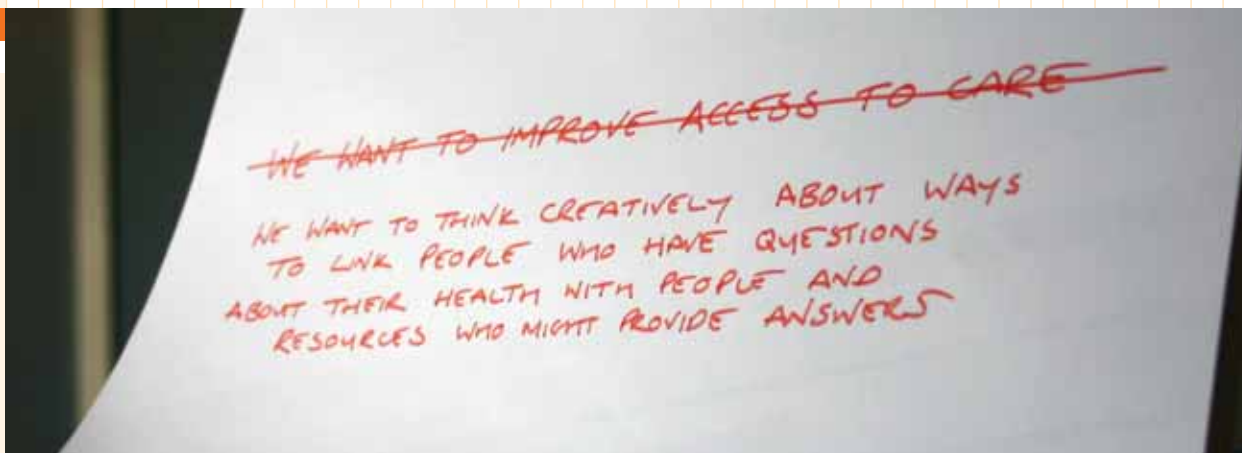 WE WANT TO IMPROVE ACCESS TO CARE
WE WANT TO THINK CREATIVELY ABOUT WAYS
TO LINK PEOPLE WHO HAVE QUESTIONS
ABOUT THEIR HEALTH WITH PEOPLE AND
RESOURCES WHO MIGHT PROVIDE ANSWERS